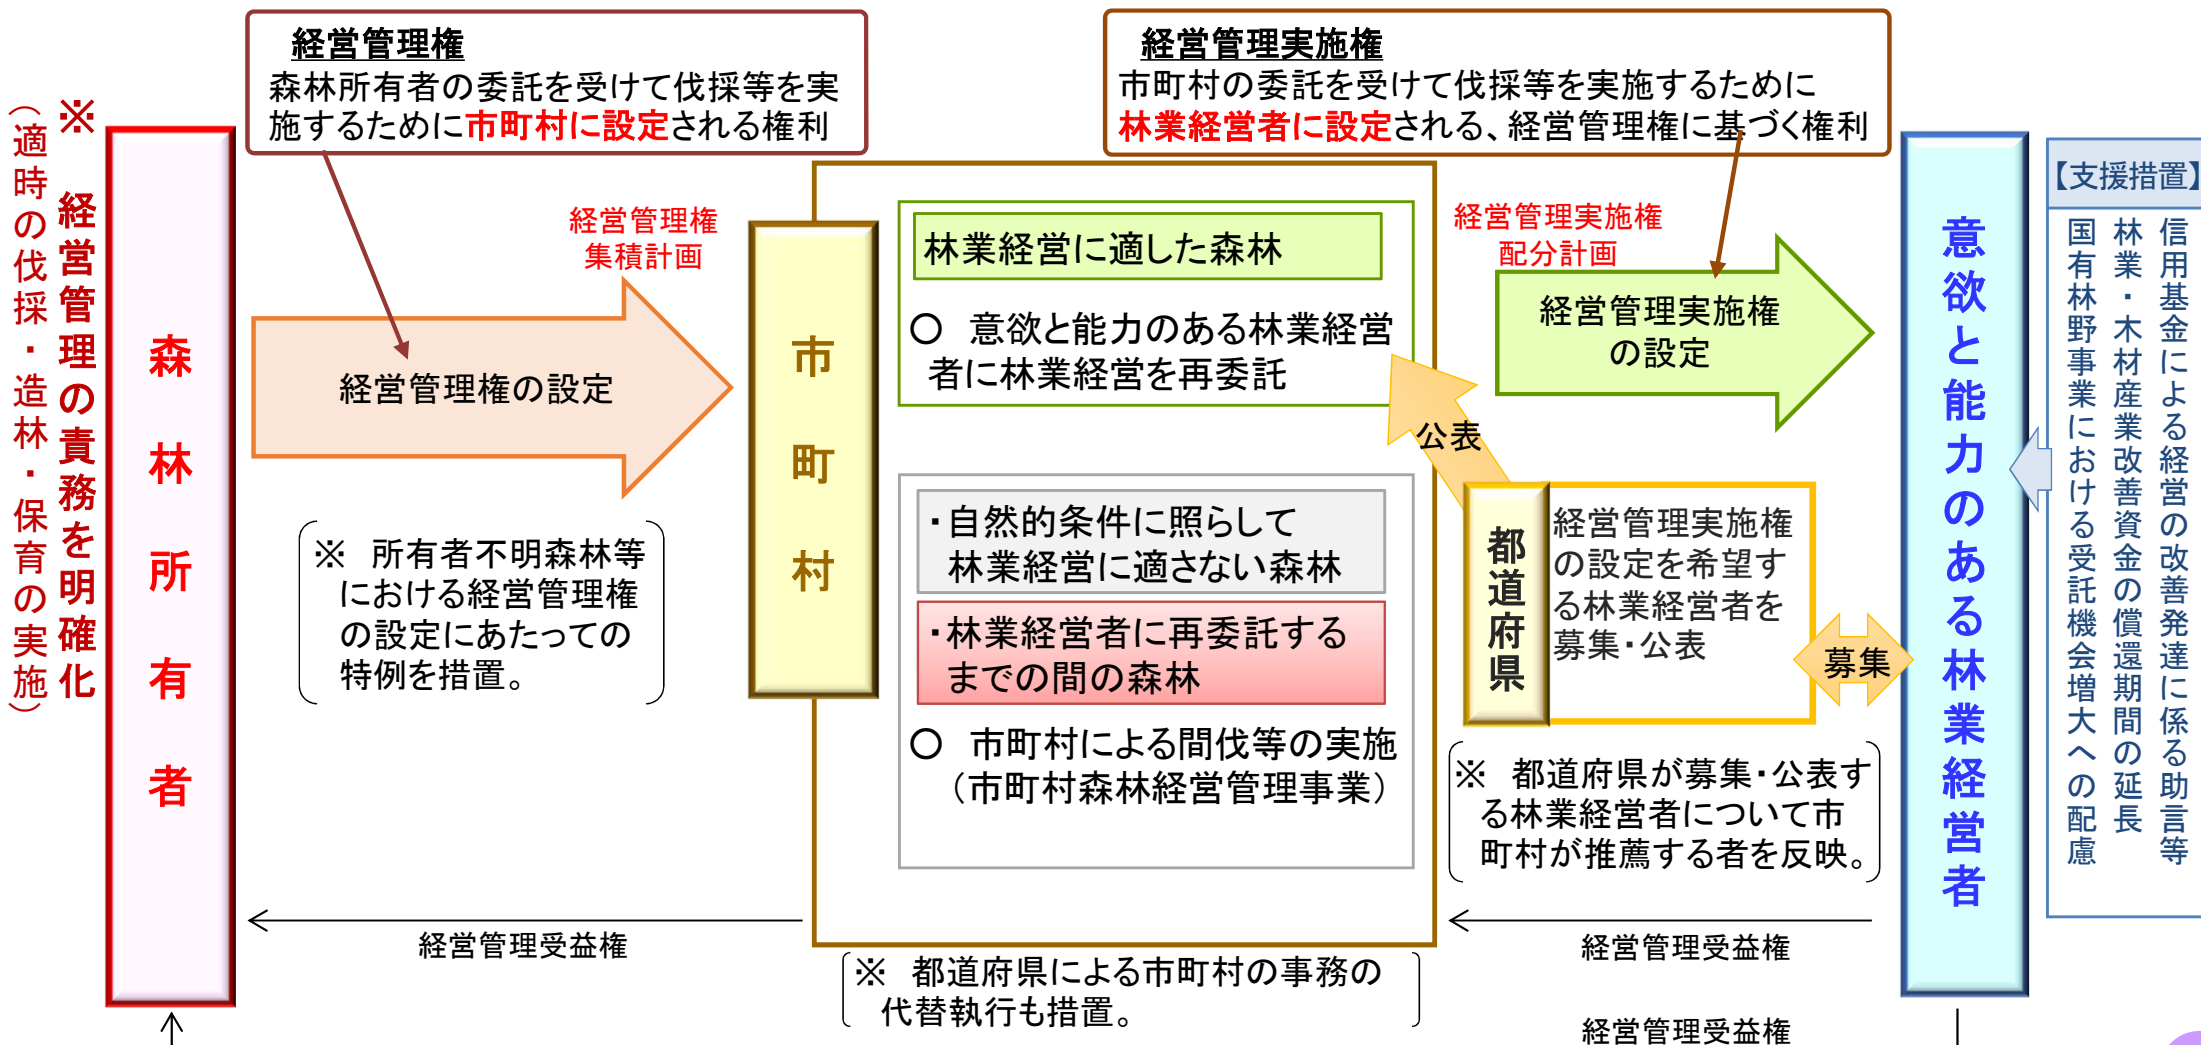 経営管理権
森林所有者の委託を受けて伐採等を実
施するために市町村に設定される権利
経営管理実施権
市町村の委託を受けて伐採等を実施するために
林業経営者に設定される、経営管理権に基づく権利
※　経営管理の責務を明確化
（適時の伐採・造林・保育の実施）
森林所有者
経営管理権
集積計画
経営管理権の設定
※　所有者不明森林等
における経営管理権
の設定にあたっての
特例を措置。
市町村
林業経営に適した森林
〇　意欲と能力のある林業経営
者に林業経営を再委託
・自然的条件に照らして
林業経営に適さない森林
・林業経営者に再委託する
までの間の森林
〇　市町村による間伐等の実施
（市町村森林経営管理事業）
経営管理実施権
配分計画
経営管理実施権
の設定
公表
都道府県
経営管理実施権
の設定を希望す
る林業経営者を
募集・公表
募集
※　都道府県が募集・公表す
る林業経営者について市
町村が推薦する者を反映。
意欲と能力のある林業経営者
【支援措置】
信用基金による経営の改善発達に係る助言等
林業・木材産業改善資金の償還期間の延長
国有林野事業における受託機会増大への配慮
経営管理受益権
経営管理受益権
※　都道府県による市町村の事務の
代替執行も措置。
経営管理受益権